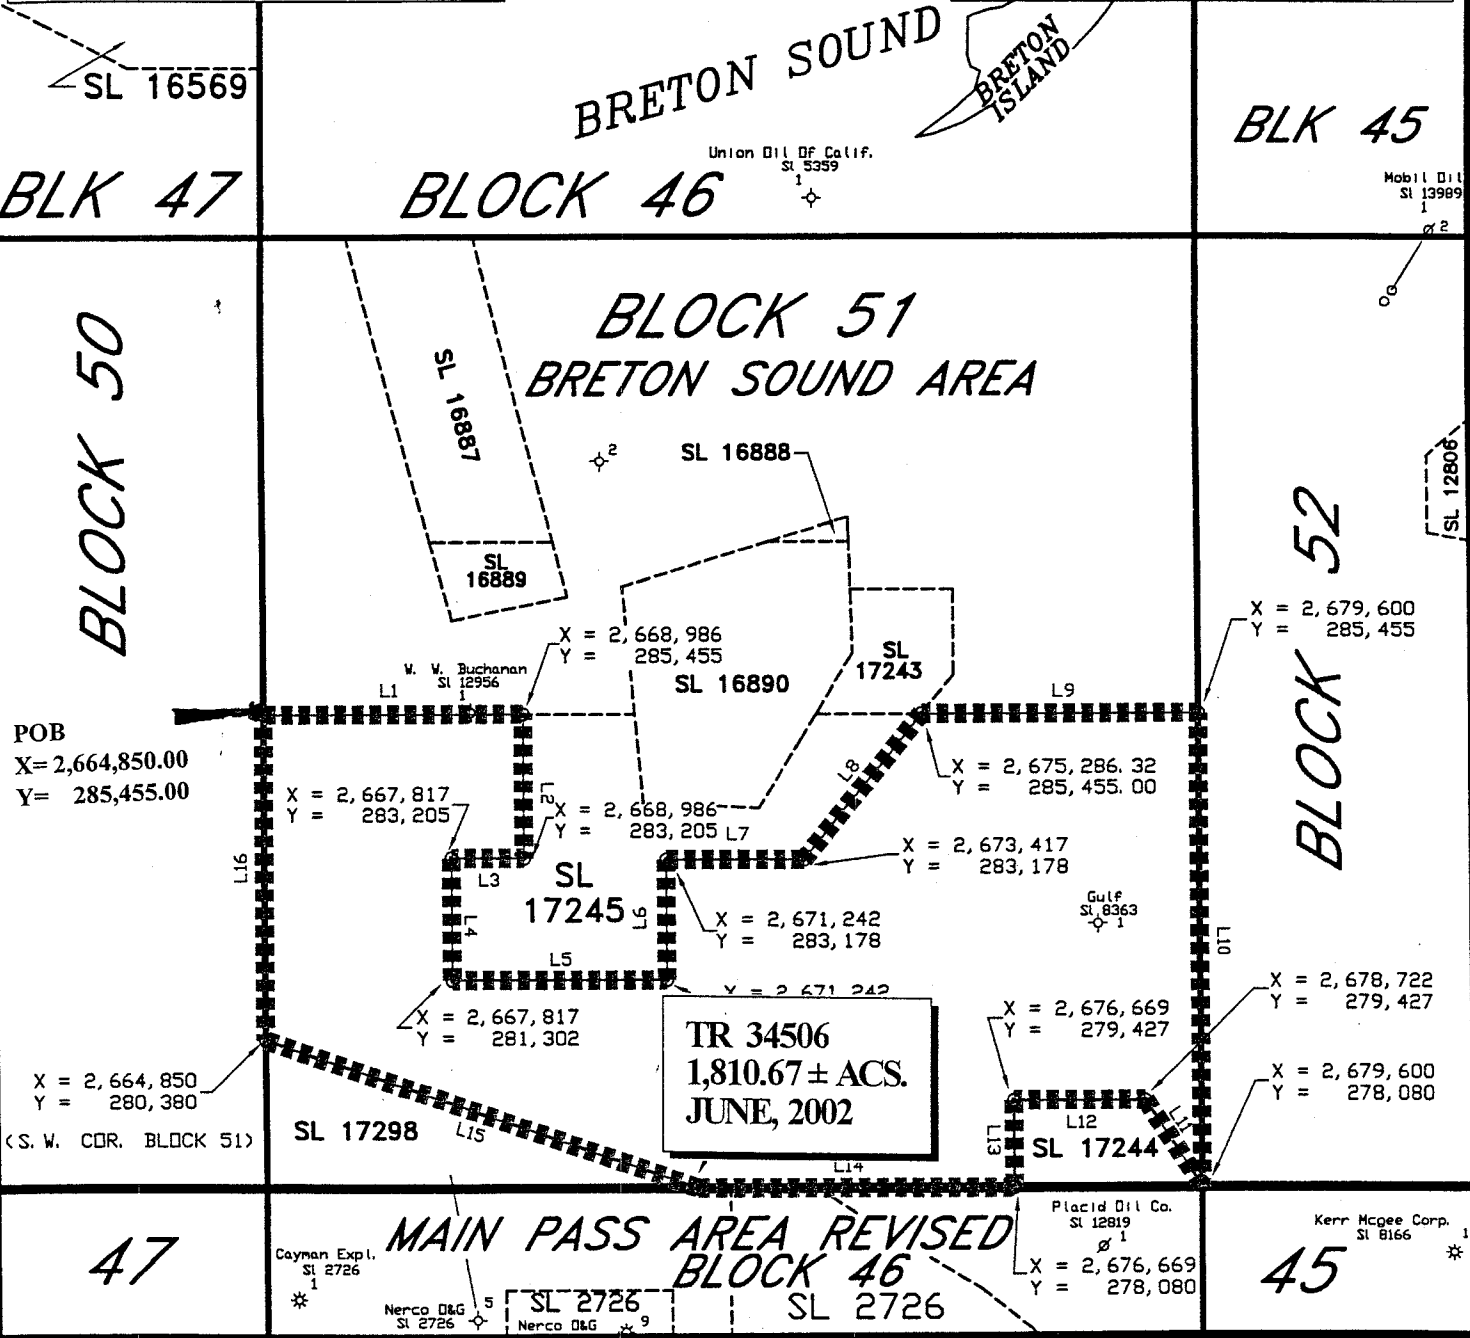 SL 16569
BRETON SOUND
BRETON
ISLAND
BLK 45
Union Oil Of Calif.
SL 5359
1
Mobil Oil
SL 13989
1
2
BLK 47
BLOCK 46
BLOCK 50
BLOCK 51
BRETON SOUND AREA
SL 16887
2
SL 16888
SL 12806
SL
16889
BLOCK 52
X = 2,679,600
Y = 285,455
X = 2,668,986
Y = 285,455
W. W. Buchanan
SL 12956
1
L1
SL 16890
SL
17243
L9
POB
X= 2,664,850.00
Y= 285,455.00
X = 2,667,817
Y = 283,205
L2
X = 2,668,986
Y = 283,205
L7
L8
X = 2,675,286.32
Y = 285,455.00
X = 2,673,417
Y = 283,178
L16
L3
SL
17245
L4
L6
L5
X = 2,671,242
Y = 283,178
Gulf
SL 8363
1
L10
X = 2,671,242
X = 2,667,817
Y = 281,302
X = 2,676,669
Y = 279,427
X = 2,678,722
Y = 279,427
TR 34506
1,810.67 ± ACS.
JUNE, 2002
X = 2,664,850
Y = 280,380
(S. W. COR. BLOCK 51)
X = 2,679,600
Y = 278,080
SL 17298
L15
L14
L13
L12
L11
SL 17244
47
Cayman Expl.
SL 2726
1
MAIN PASS AREA REVISED
BLOCK 46
Placid Oil Co.
SL 12819
1
X = 2,676,669
Y = 278,080
Kerr Mcgee Corp.
SL 8166
1
45
Nerco O&G
SL 2726
5
SL 2726
Nerco O&G
9
SL 2726